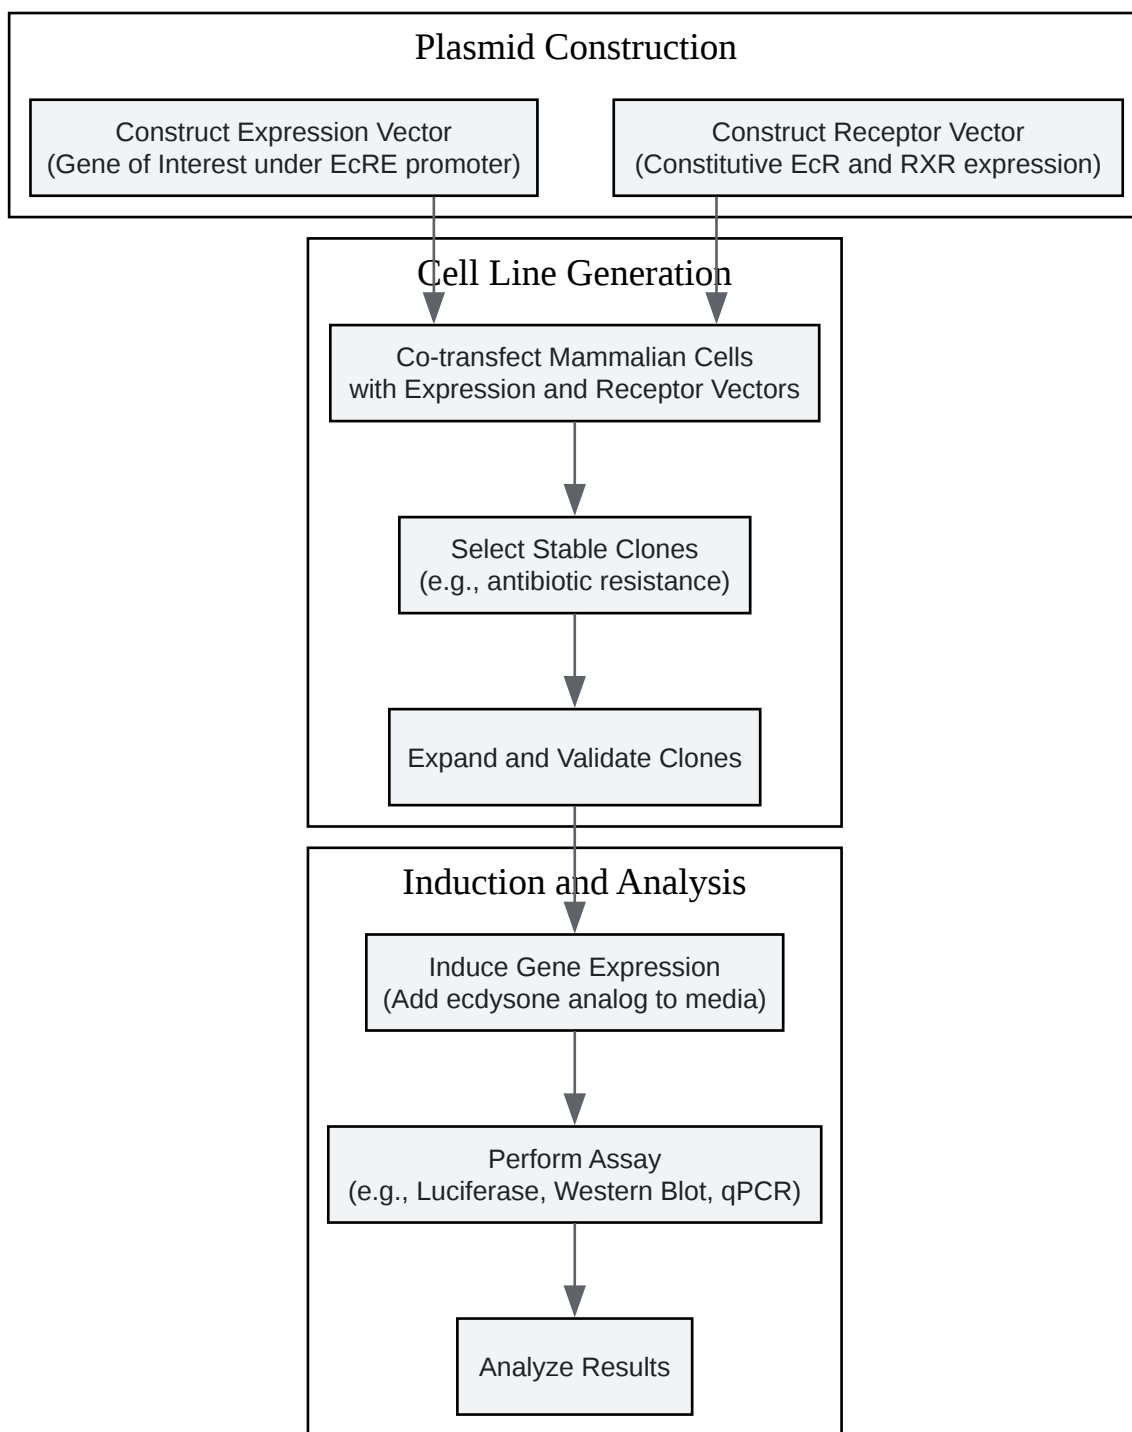 Plasmid Construction
Construct Expression Vector
(Gene of Interest under EcRE promoter)
Construct Receptor Vector
(Constitutive EcR and RXR expression)
Cell Line Generation
Co-transfect Mammalian Cells
with Expression and Receptor Vectors
Select Stable Clones
(e.g., antibiotic resistance)
Expand and Validate Clones
Induction and Analysis
Induce Gene Expression
(Add ecdysone analog to media)
Perform Assay
(e.g., Luciferase, Western Blot, qPCR)
Analyze Results